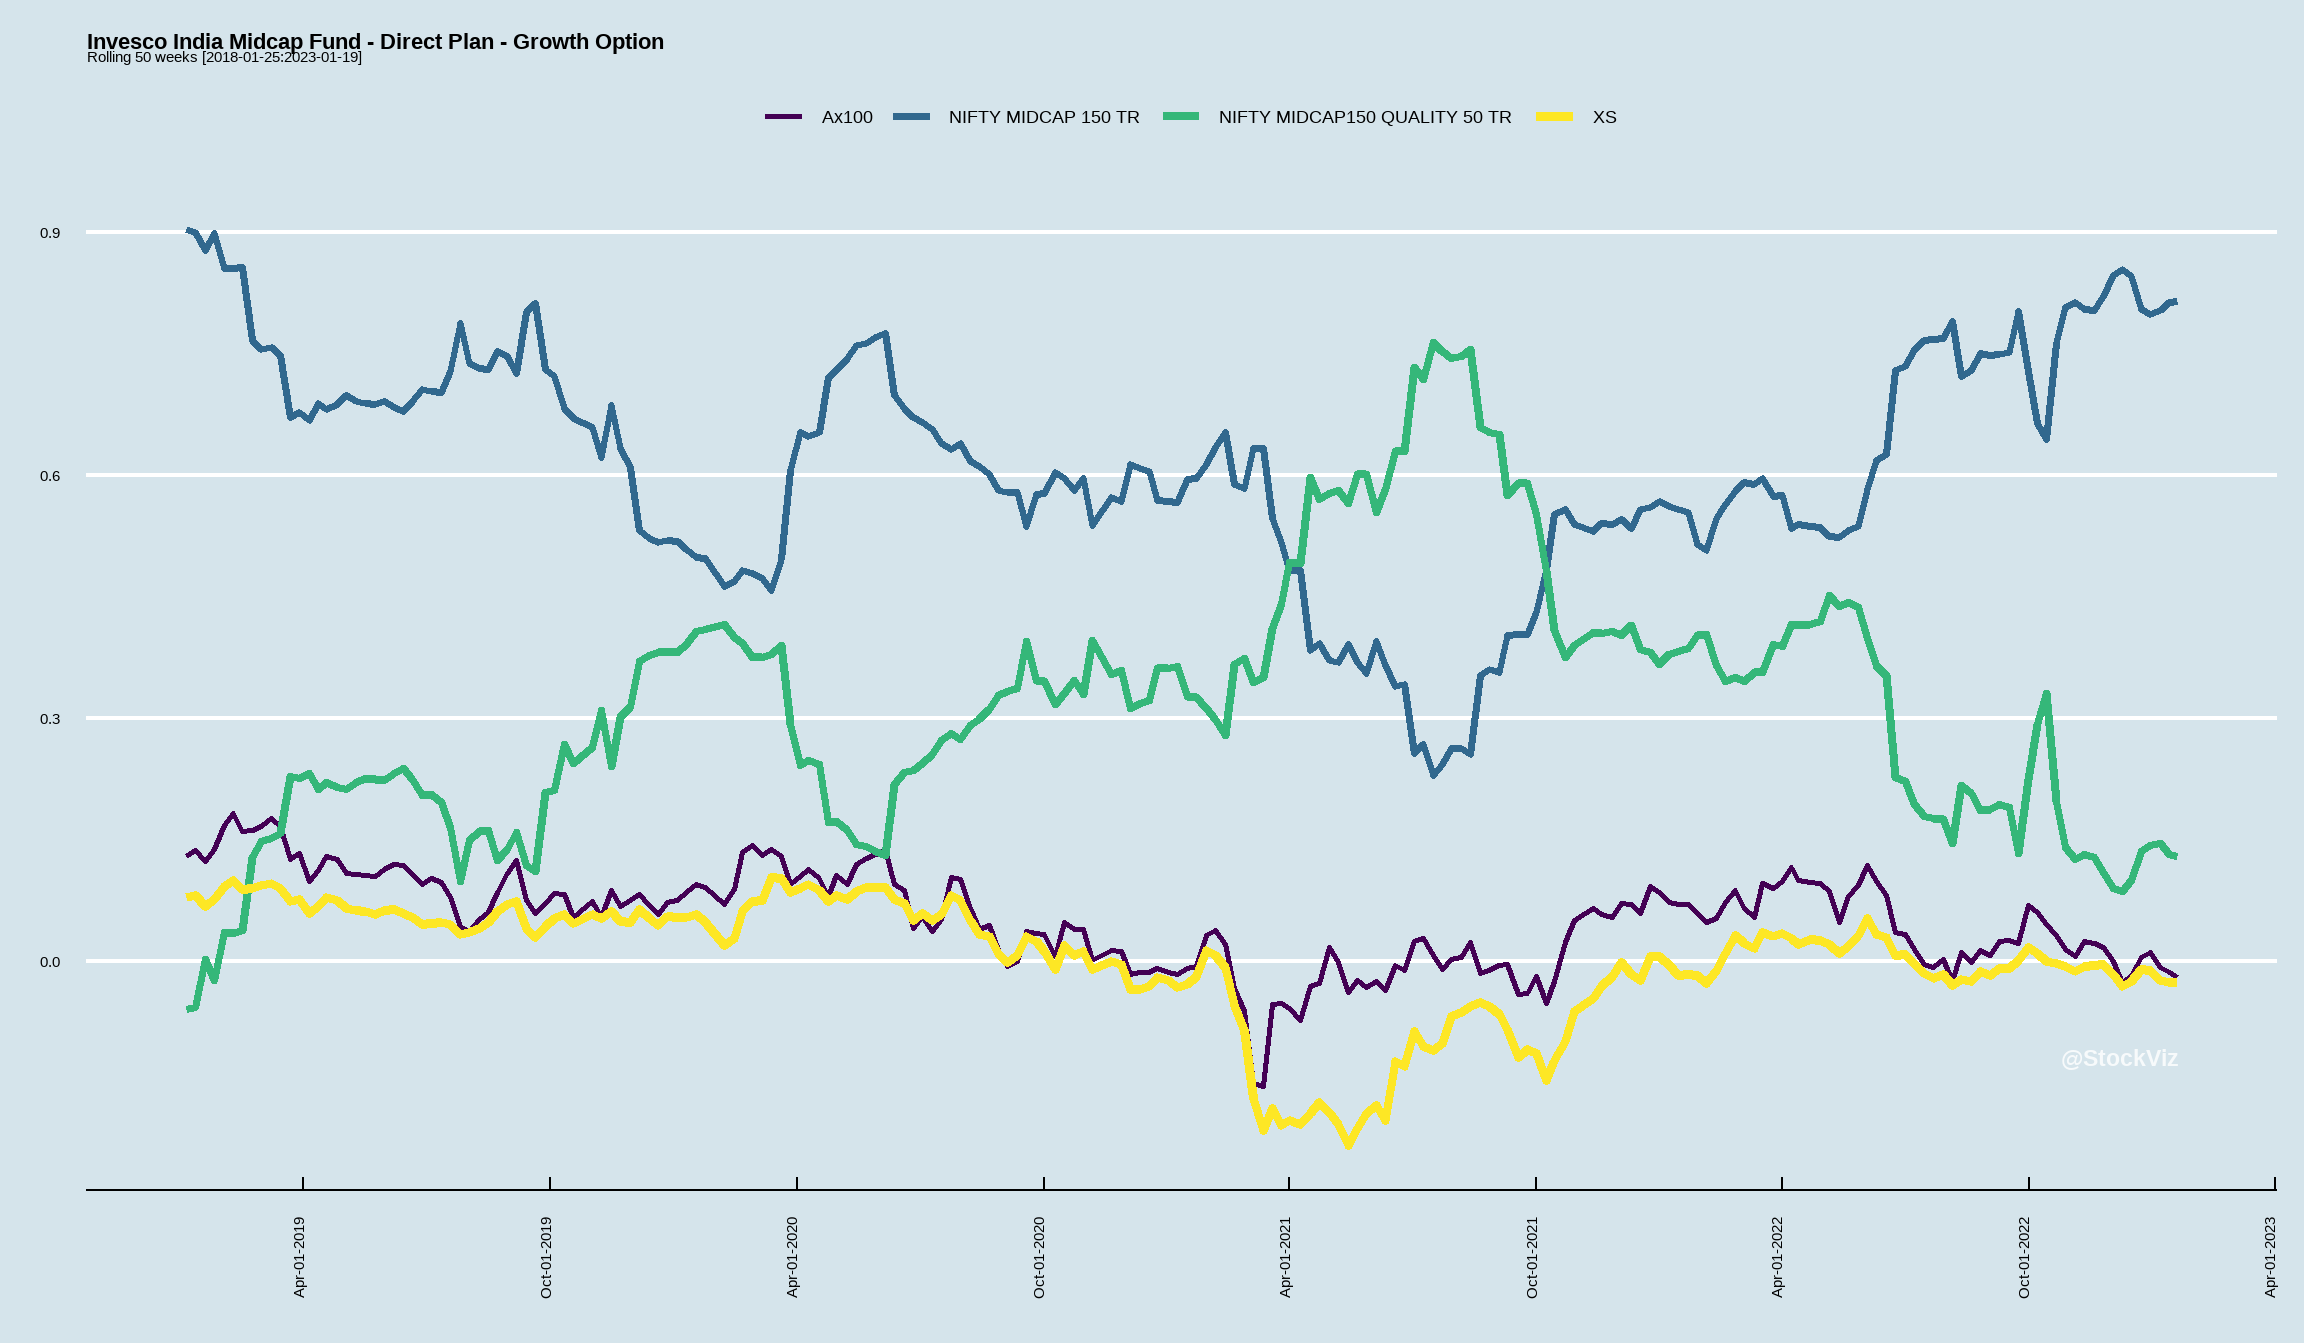 Invesco India Midcap Fund - Direct Plan - Growth Option
Rolling 50 weeks [2018-01-25:2023-01-19]
Ax100 NIFTY MIDCAP 150 TR NIFTY MIDCAP150 QUALITY 50 TR XS
0.9
0.6
0.3
0.0
@StockViz
Apr-01-2019
Oct-01-2019
Apr-01-2020
Oct-01-2020
Apr-01-2021
Oct-01-2021
Apr-01-2022
Oct-01-2022
Apr-01-2023